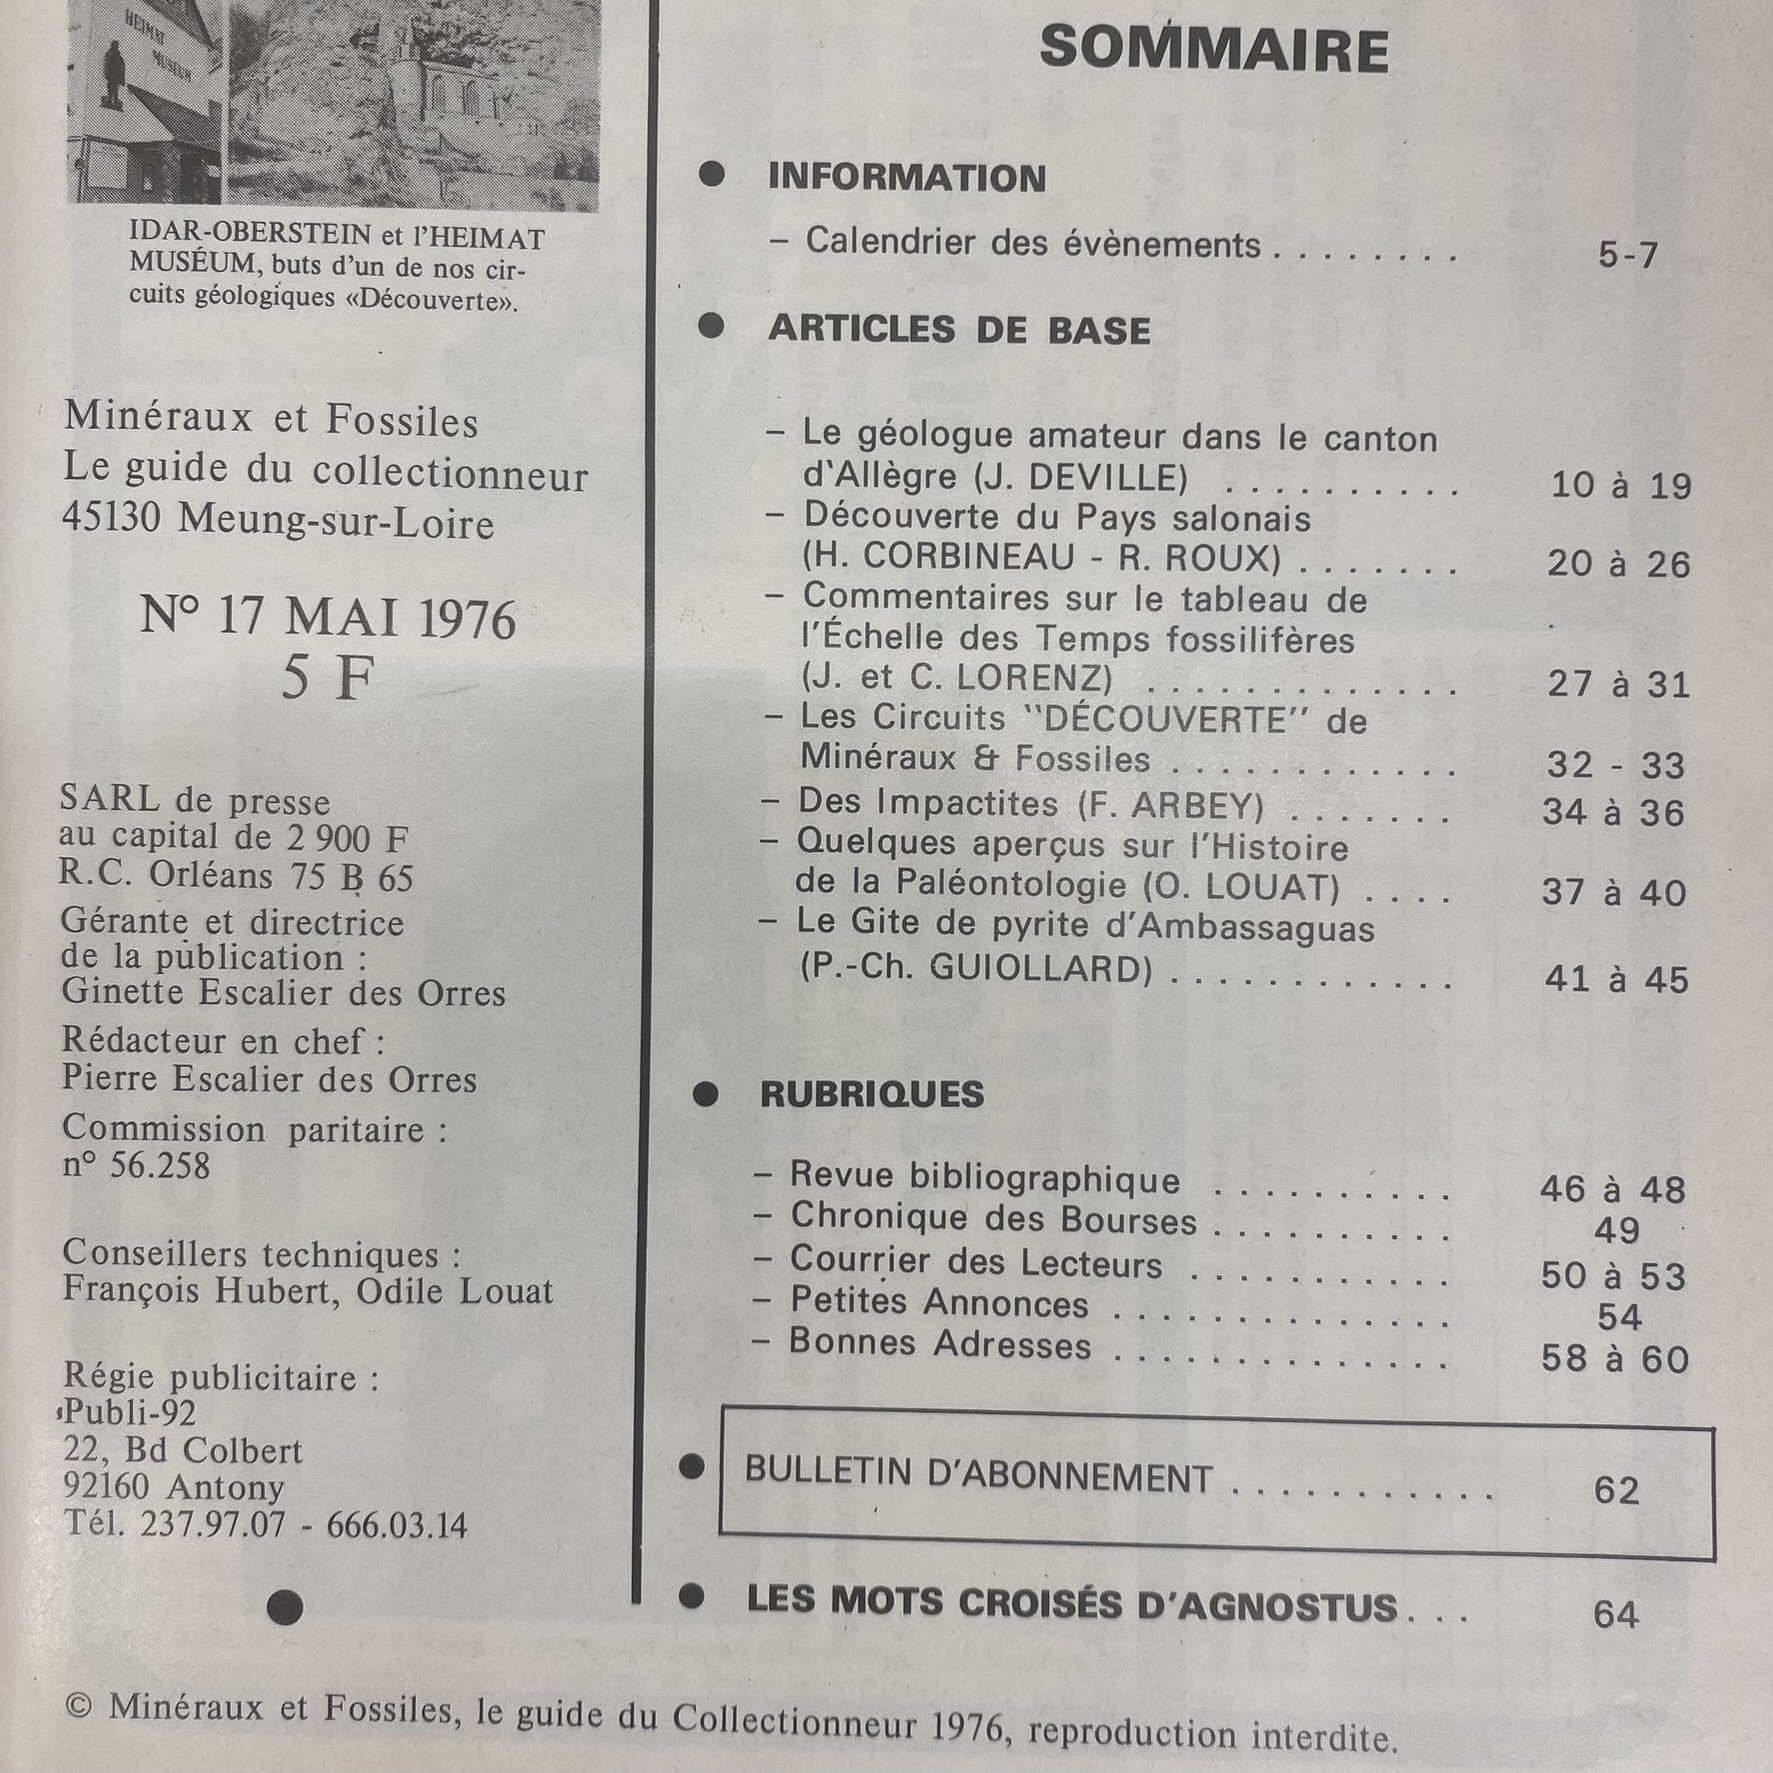 HEIMAT
MUSEUM
IDAR-OBERSTEIN et l'HEIMAT
MUSÉUM, buts d'un de nos cir-
cuits géologiques «Découverte».
Minéraux et Fossiles
Le guide du collectionneur
45130 Meung-sur-Loire
N° 17 MAI 1976
5 F
SARL de presse
au capital de 2 900 F
R.C. Orléans 75 B 65
Gérante et directrice
de la publication :
Ginette Escalier des Orres
Rédacteur en chef :
Pierre Escalier des Orres
Commission paritaire :
n° 56.258
Conseillers techniques :
François Hubert, Odile Louat
Régie publicitaire :
Publi-92
22, Bd Colbert
92160 Antony
Tél. 237.97.07 - 666.03.14
SOMMAIRE
● INFORMATION
– Calendrier des évènements . . . . . . . . 5-7
● ARTICLES DE BASE
– Le géologue amateur dans le canton
d'Allègre (J. DEVILLE) . . . . . . . . . . 10 à 19
– Découverte du Pays salonais
(H. CORBINEAU - R. ROUX) . . . . . . . 20 à 26
– Commentaires sur le tableau de
l'Échelle des Temps fossilifères
(J. et C. LORENZ) . . . . . . . . . . . . . 27 à 31
– Les Circuits "DÉCOUVERTE" de
Minéraux & Fossiles . . . . . . . . . . . . 32 - 33
– Des Impactites (F. ARBEY) . . . . . . . 34 à 36
– Quelques aperçus sur l'Histoire
de la Paléontologie (O. LOUAT) . . . . 37 à 40
– Le Gite de pyrite d'Ambassaguas
(P.-Ch. GUIOLLARD) . . . . . . . . . . . . 41 à 45
● RUBRIQUES
– Revue bibliographique . . . . . . . . . . 46 à 48
– Chronique des Bourses . . . . . . . . . . 49
– Courrier des Lecteurs . . . . . . . . . . . 50 à 53
– Petites Annonces . . . . . . . . . . . . . . 54
– Bonnes Adresses . . . . . . . . . . . . . . 58 à 60
● BULLETIN D'ABONNEMENT . . . . . . . . . . . 62
● LES MOTS CROISÉS D'AGNOSTUS . . . 64
© Minéraux et Fossiles, le guide du Collectionneur 1976, reproduction interdite.